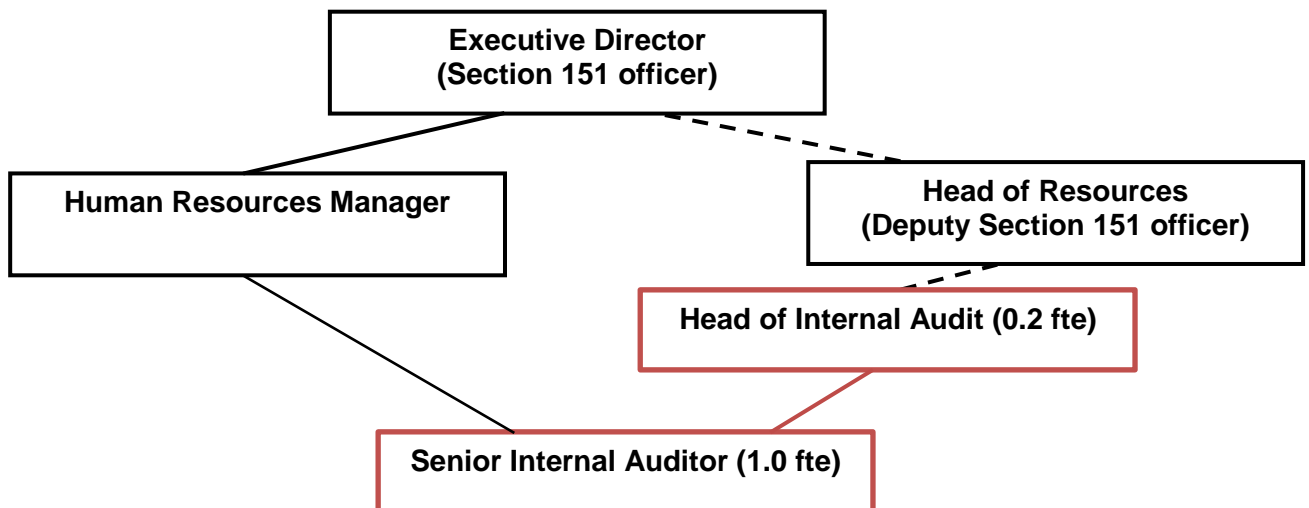 Executive Director
(Section 151 officer)
Human Resources Manager
Head of Resources
(Deputy Section 151 officer)
Head of Internal Audit (0.2 fte)
Senior Internal Auditor (1.0 fte)